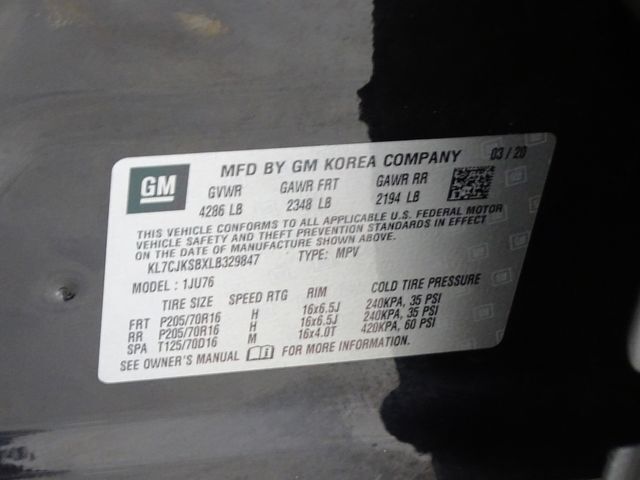 GM
MFD BY GM KOREA COMPANY 03/20
GVWR GAWR FRT GAWR RR
4286 LB 2348 LB 2194 LB
THIS VEHICLE CONFORMS TO ALL APPLICABLE U.S. FEDERAL MOTOR
VEHICLE SAFETY AND THEFT PREVENTION STANDARDS IN EFFECT
ON THE DATE OF MANUFACTURE SHOWN ABOVE.
KL7CJKSBXLB329847 TYPE: MPV
MODEL: 1JU76
TIRE SIZE SPEED RTG RIM COLD TIRE PRESSURE
FRT P205/70R16 H 16x6.5J 240KPA, 35 PSI
RR P205/70R16 H 16x6.5J 240KPA, 35 PSI
SPA T125/70D16 M 16x4.0T 420KPA, 60 PSI
SEE OWNER'S MANUAL FOR MORE INFORMATION.